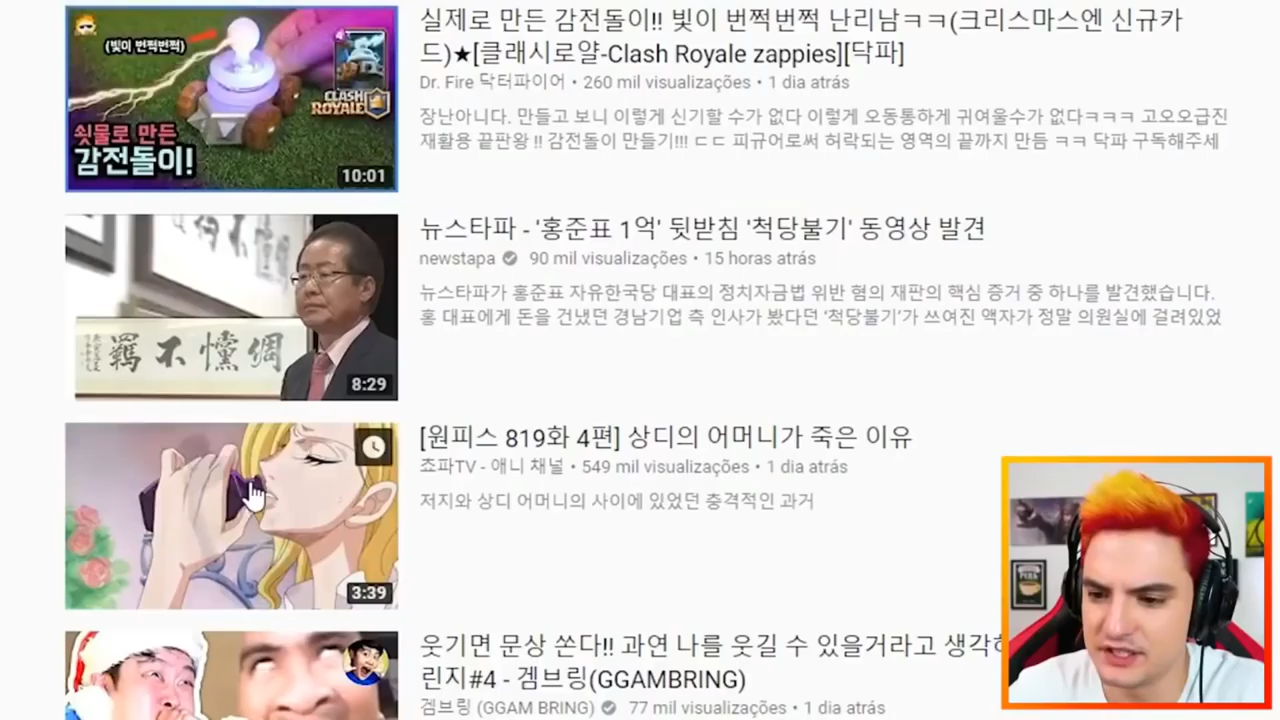 (빛이 번쩍번쩍)
CLASH
ROYALE
쇳물로 만든
감전돌이!
10:01
실제로 만든 감전돌이!! 빛이 번쩍번쩍 난리남ㅋㅋ(크리스마스엔 신규카
드)★[클래시로얄-Clash Royale zappies][닥파]
Dr. Fire 닥터파이어 • 260 mil visualizações • 1 dia atrás
장난아니다. 만들고 보니 이렇게 신기할 수가 없다 이렇게 오동통하게 귀여울수가 없다ㅋㅋㅋ 고오오급진
재활용 끝판왕 !! 감전돌이 만들기!!! ㄷㄷ 피규어로써 허락되는 영역의 끝까지 만듬 ㅋㅋ 닥파 구독해주세
8:29
뉴스타파 - '홍준표 1억' 뒷받침 '척당불기' 동영상 발견
newstapa 90 mil visualizações • 15 horas atrás
뉴스타파가 홍준표 자유한국당 대표의 정치자금법 위반 혐의 재판의 핵심 증거 중 하나를 발견했습니다.
홍 대표에게 돈을 건냈던 경남기업 측 인사가 봤다던 '척당불기'가 쓰여진 액자가 정말 의원실에 걸려있었
羈不戃倜
3:39
[원피스 819화 4편] 상디의 어머니가 죽은 이유
쵸파TV - 애니 채널 • 549 mil visualizações • 1 dia atrás
저지와 상디 어머니의 사이에 있었던 충격적인 과거
웃기면 문상 쏜다!! 과연 나를 웃길 수 있을거라고 생각하
린지#4 - 겜브링(GGAMBRING)
겜브링 (GGAM BRING) 77 mil visualizações • 1 dia atrás